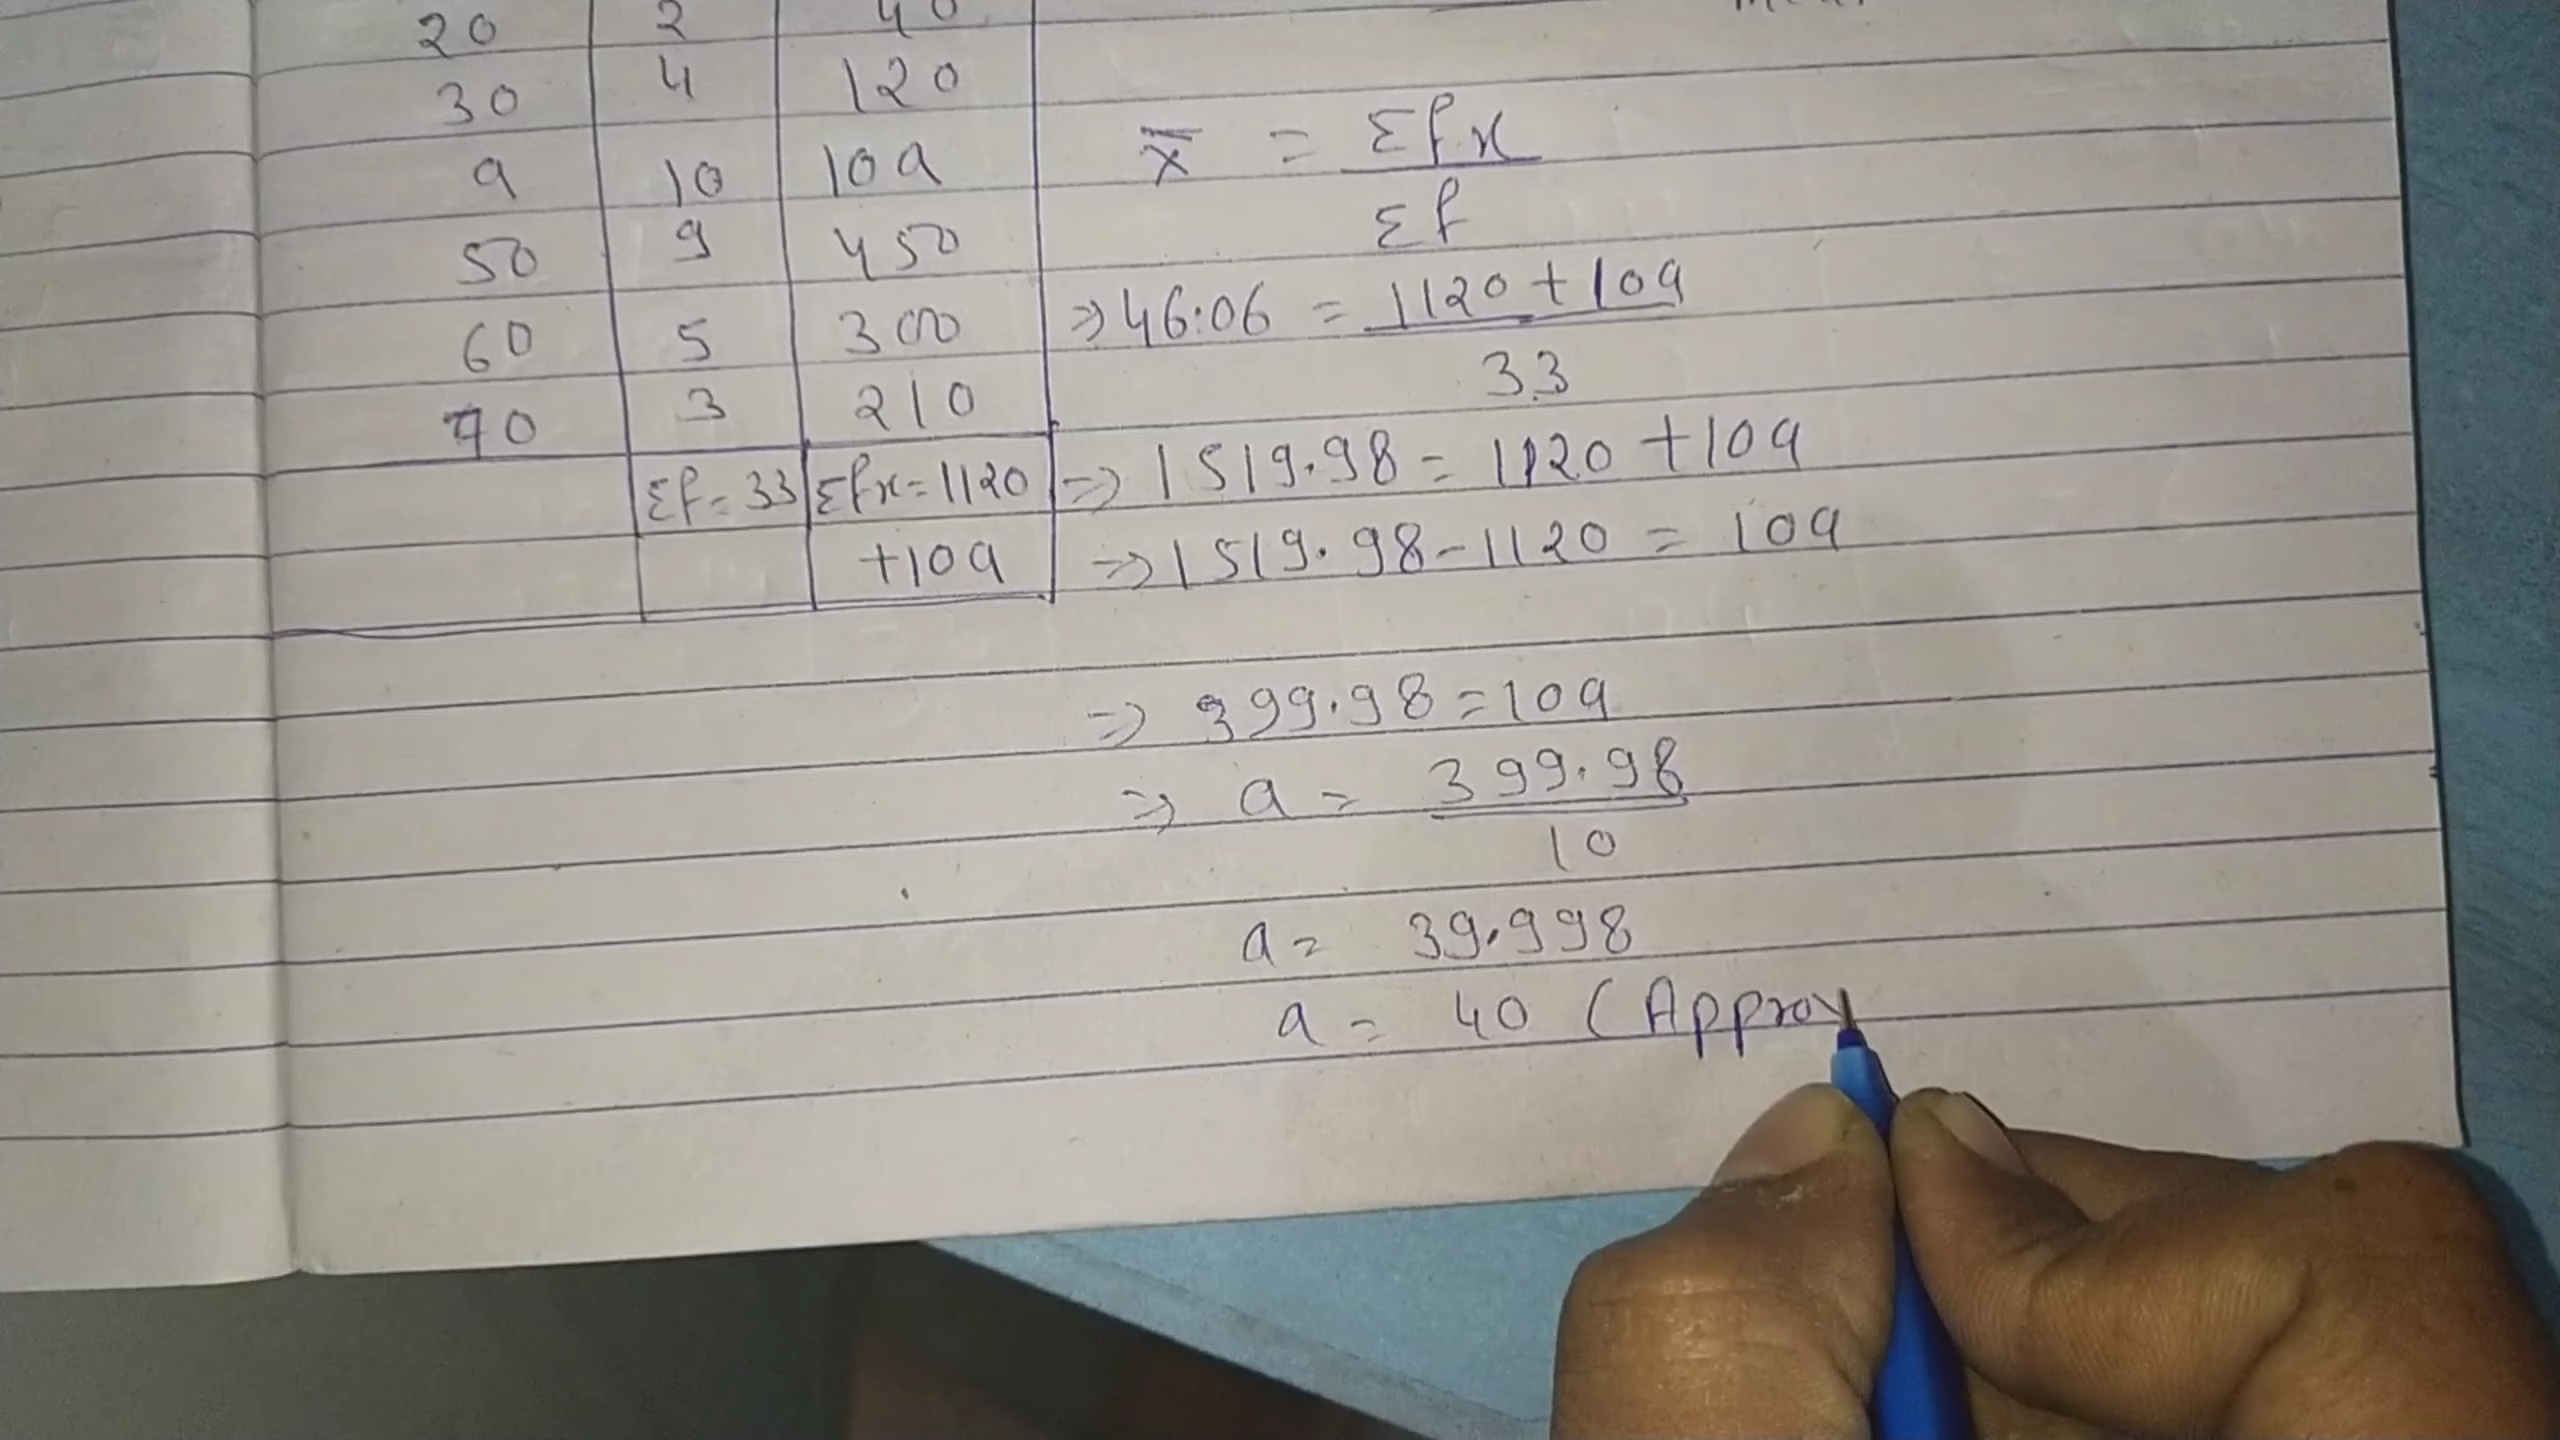 20 2 40
30 4 120
a 10 10a
50 9 450
60 5 300
70 3 210
Σf = 33 Σfx = 1120
+10a
x̄ = Σfx
Σf
⇒ 46.06 = 1120 + 10a
33
⇒ 1519.98 = 1120 + 10a
⇒ 1519.98 - 1120 = 10a
⇒ 399.98 = 10a
⇒ a = 399.98
10
a = 39.998
a = 40 (Approx